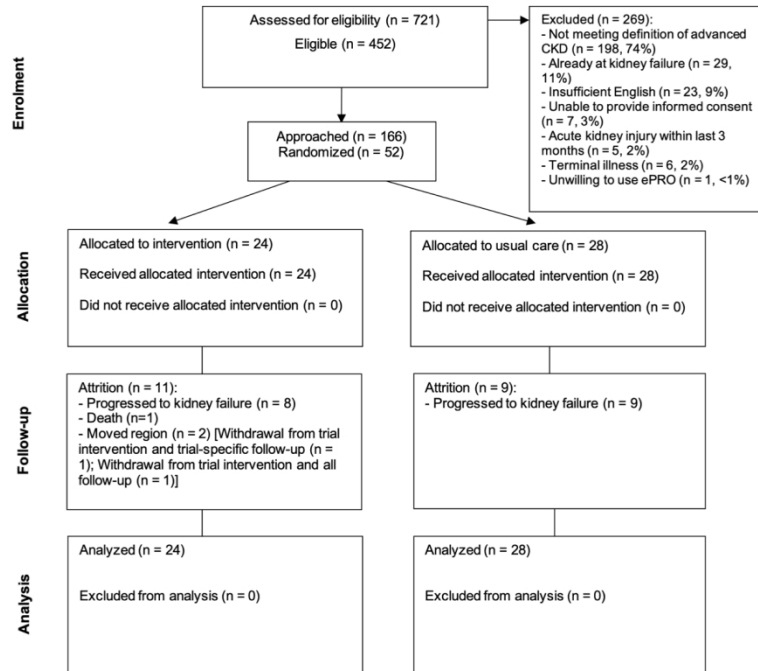 Assessed for eligibility (n = 721)
Eligible (n = 452)
Excluded (n = 269):
- Not meeting definition of advanced
CKD (n = 198, 74%)
- Already at kidney failure (n = 29,
11%)
- Insufficient English (n = 23, 9%)
- Unable to provide informed consent
(n = 7, 3%)
- Acute kidney injury within last 3
months (n = 5, 2%)
- Terminal illness (n = 6, 2%)
- Unwilling to use ePRO (n = 1, <1%)
Enrolment
Approached (n = 166)
Randomized (n = 52)
Allocation
Allocated to intervention (n = 24)
Received allocated intervention (n = 24)
Did not receive allocated intervention (n = 0)
Allocated to usual care (n = 28)
Received allocated intervention (n = 28)
Did not receive allocated intervention (n = 0)
Follow-up
Attrition (n = 11):
- Progressed to kidney failure (n = 8)
- Death (n=1)
- Moved region (n = 2) [Withdrawal from trial
intervention and trial-specific follow-up (n =
1); Withdrawal from trial intervention and all
follow-up (n = 1)]
Attrition (n = 9):
- Progressed to kidney failure (n = 9)
Analysis
Analyzed (n = 24)
Excluded from analysis (n = 0)
Analyzed (n = 28)
Excluded from analysis (n = 0)